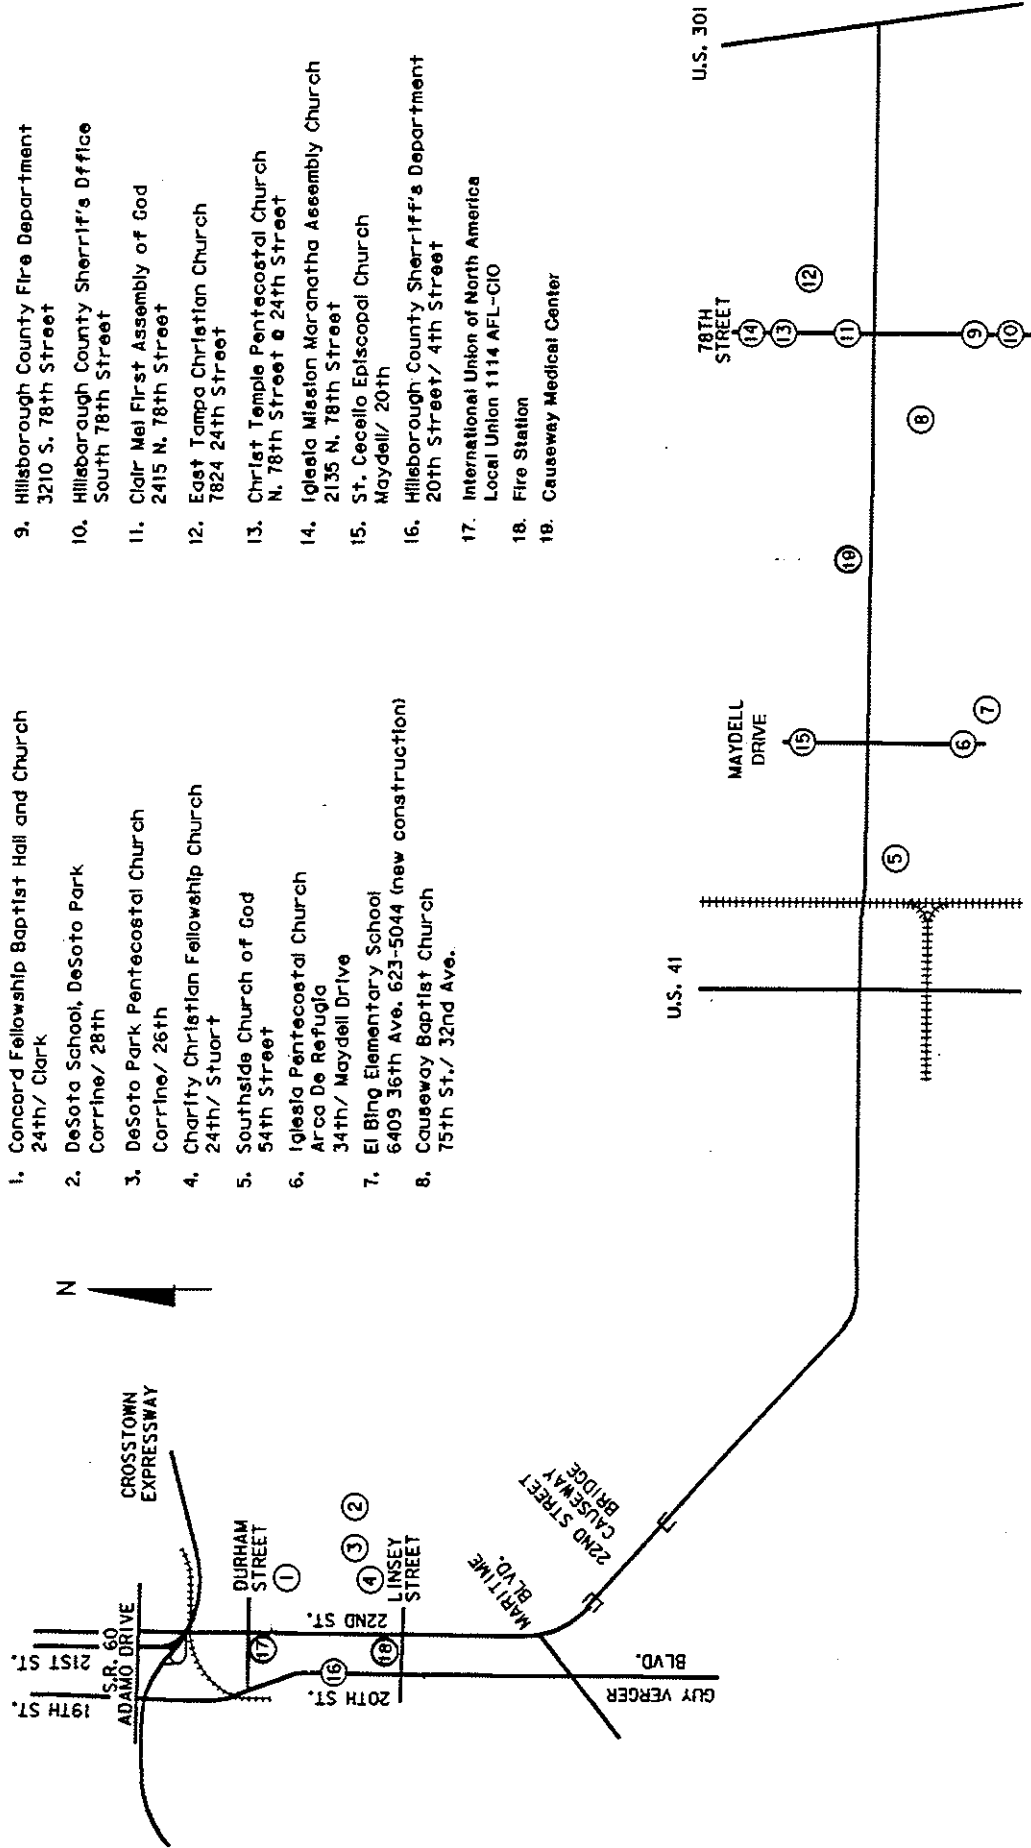 1. Concord Fellowship Baptist Hall and Church
24th/ Clark
2. DeSota School, DeSoto Park
Corrine/ 28th
3. DeSoto Park Pentecostal Church
Corrine/ 26th
4. Charity Christian Fellowship Church
24th/ Stuart
5. Southside Church of God
54th Street
6. Iglesia Pentecostal Church
Arca De Refugia
34th/ Maydell Drive
7. El Bing Elementary School
6409 36th Ave. 623-5044 (new construction)
8. Causeway Baptist Church
75th St./ 32nd Ave.
9. Hillsborough County Fire Department
3210 S. 78th Street
10. Hillsbaraugh County Sherrif's Office
South 78th Street
11. Clair Mel First Assembly of God
2415 N. 78th Street
12. East Tampa Christian Church
7824 24th Street
13. Christ Temple Pentecostal Church
N. 78th Street @ 24th Street
14. Iglesia Mission Maranatha Assembly Church
2135 N. 78th Street
15. St. Cecello Episcopal Church
Maydell/ 20th
16. Hillsborough County Sherriff's Department
20th Street/ 4th Street
17. International Union of North America
Local Union 1114 AFL-CIO
18. Fire Station
19. Causeway Medical Center
N
CROSSTOWN
EXPRESSWAY
S.R. 60
ADAMO DRIVE
19TH ST.
21ST ST.
DURHAM
STREET
22ND ST.
20TH ST.
LINSEY
STREET
1
2
3
4
16
17
18
MARITIME
BLVD.
GUY VERGER
BLVD.
22ND STREET
CAUSEWAY
BRIDGE
U.S. 41
5
MAYDELL
DRIVE
15
6
7
19
8
78TH
STREET
14
13
12
11
9
10
U.S. 301